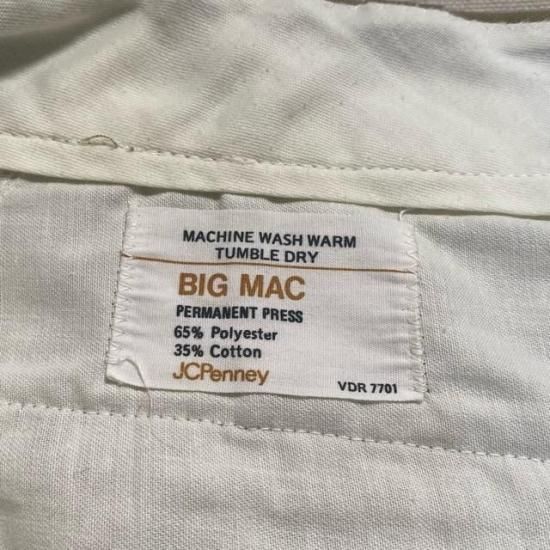 MACHINE WASH WARM
TUMBLE DRY
BIG MAC
PERMANENT PRESS
65% Polyester
35% Cotton
JCPenney
VDR 7701